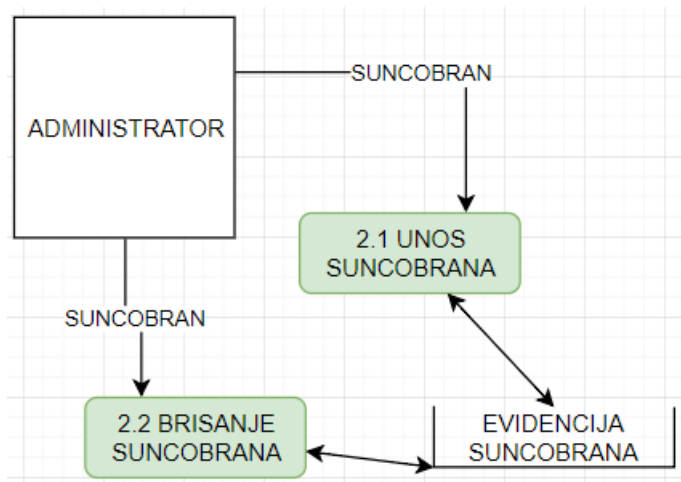 SUNCOBRAN
ADMINISTRATOR
2.1 UNOS
SUNCOBRANA
SUNCOBRAN
2.2 BRISANJE
SUNCOBRANA
EVIDENCIJA
SUNCOBRANA